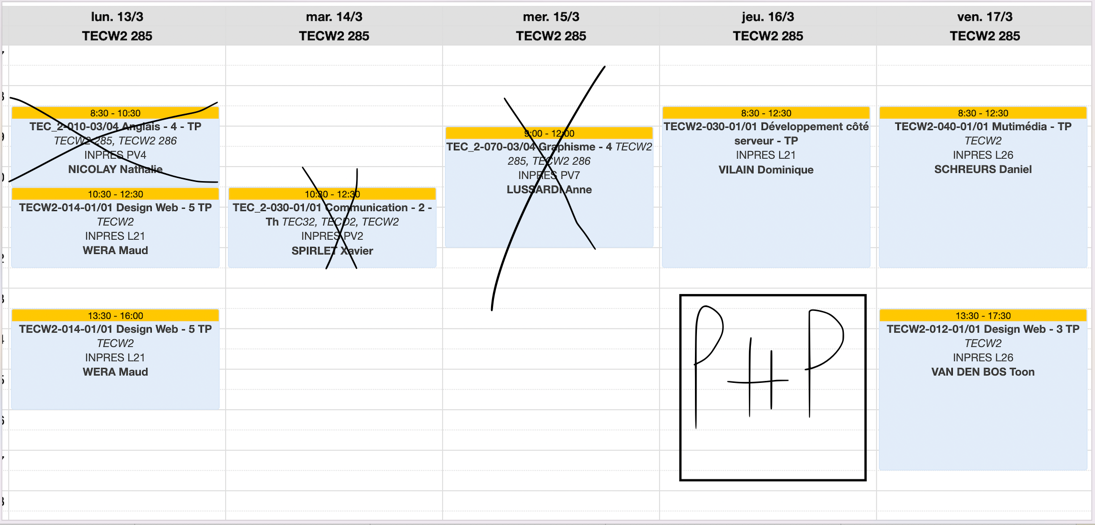 lun. 13/3
TECW2 285
8:30 - 10:30
TEC_2-010-03/04 Anglais - 4 - TP
TECW2 285, TECW2 286
INPRES PV4
NICOLAY Nathalie
10:30 - 12:30
TECW2-014-01/01 Design Web - 5 TP
TECW2
INPRES L21
WERA Maud
13:30 - 16:00
TECW2-014-01/01 Design Web - 5 TP
TECW2
INPRES L21
WERA Maud
mar. 14/3
TECW2 285
10:30 - 12:30
TEC_2-030-01/01 Communication - 2 -
Th TEC32, TECD2, TECW2
INPRES PV2
SPIRLET Xavier
mer. 15/3
TECW2 285
9:00 - 12:00
TEC_2-070-03/04 Graphisme - 4 TECW2
285, TECW2 286
INPRES PV7
LUSSARDI Anne
jeu. 16/3
TECW2 285
8:30 - 12:30
TECW2-030-01/01 Développement côté
serveur - TP
INPRES L21
VILAIN Dominique
PHP
ven. 17/3
TECW2 285
8:30 - 12:30
TECW2-040-01/01 Mutimédia - TP
TECW2
INPRES L26
SCHREURS Daniel
13:30 - 17:30
TECW2-012-01/01 Design Web - 3 TP
TECW2
INPRES L26
VAN DEN BOS Toon